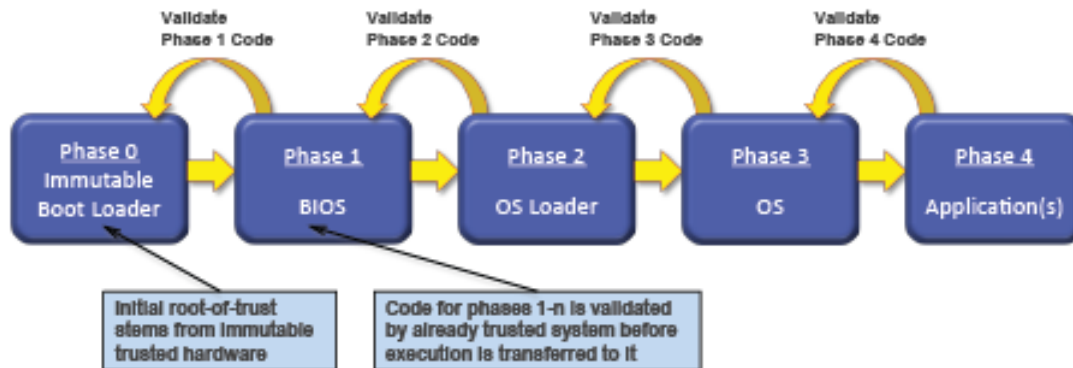 Validate
Phase 1 Code
Validate
Phase 2 Code
Validate
Phase 3 Code
Validate
Phase 4 Code
Phase 0
Immutable
Boot Loader
Phase 1
BIOS
Phase 2
OS Loader
Phase 3
OS
Phase 4
Application(s)
Initial root-of-trust
stems from immutable
trusted hardware
Code for phases 1-n is validated
by already trusted system before
execution is transferred to it